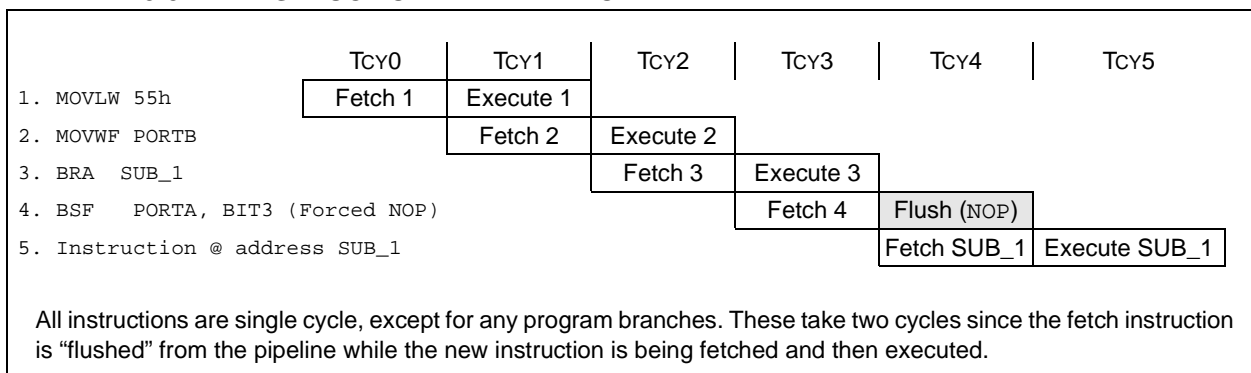 TCY0 TCY1 TCY2 TCY3 TCY4 TCY5
1. MOVLW 55h Fetch 1 Execute 1
2. MOVWF PORTB Fetch 2 Execute 2
3. BRA SUB_1 Fetch 3 Execute 3
4. BSF PORTA, BIT3 (Forced NOP) Fetch 4 Flush (NOP)
5. Instruction @ address SUB_1 Fetch SUB_1 Execute SUB_1
All instructions are single cycle, except for any program branches. These take two cycles since the fetch instruction
is “flushed” from the pipeline while the new instruction is being fetched and then executed.